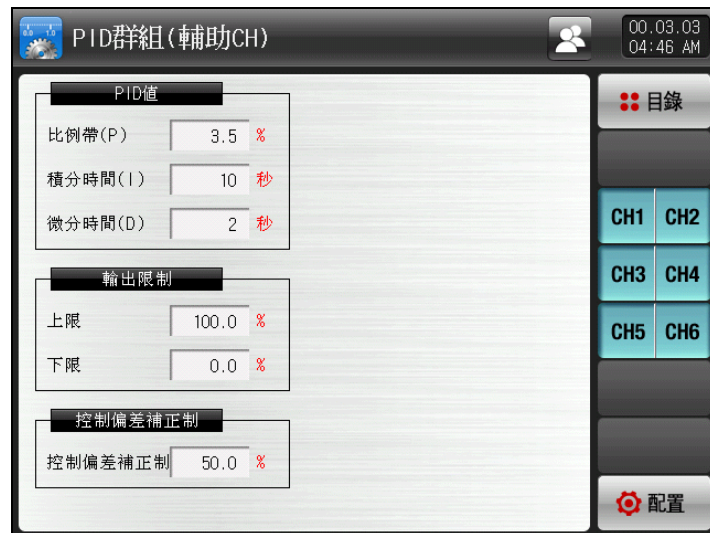 PID群組(輔助CH)
00.03.03
04:46 AM
PID值
比例帶(P) 3.5 %
積分時間(I) 10 秒
微分時間(D) 2 秒
輸出限制
上限 100.0 %
下限 0.0 %
控制偏差補正制
控制偏差補正制 50.0 %
目錄
CH1 CH2
CH3 CH4
CH5 CH6
配置